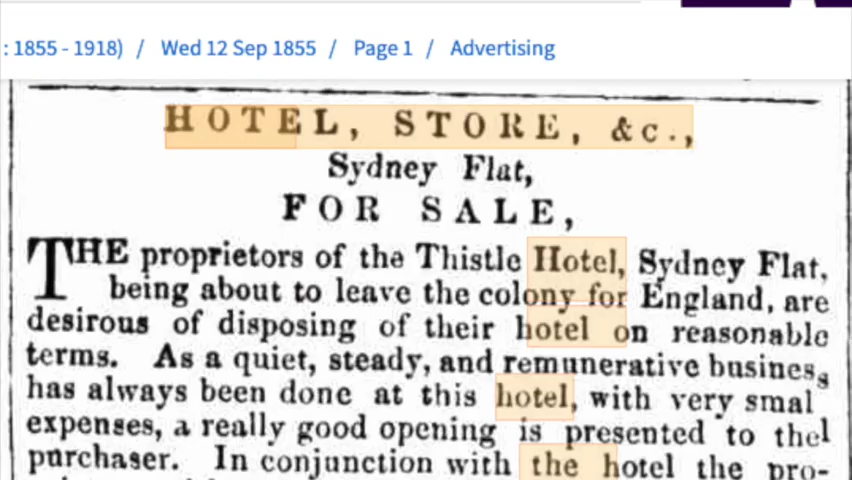 : 1855 - 1918) / Wed 12 Sep 1855 / Page 1 / Advertising
HOTEL, STORE, &c.,
Sydney Flat,
FOR SALE,
THE proprietors of the Thistle Hotel, Sydney Flat,
being about to leave the colony for England, are
desirous of disposing of their hotel on reasonable
terms. As a quiet, steady, and remunerative business
has always been done at this hotel, with very smal
expenses, a really good opening is presented to the
purchaser. In conjunction with the hotel the pro-